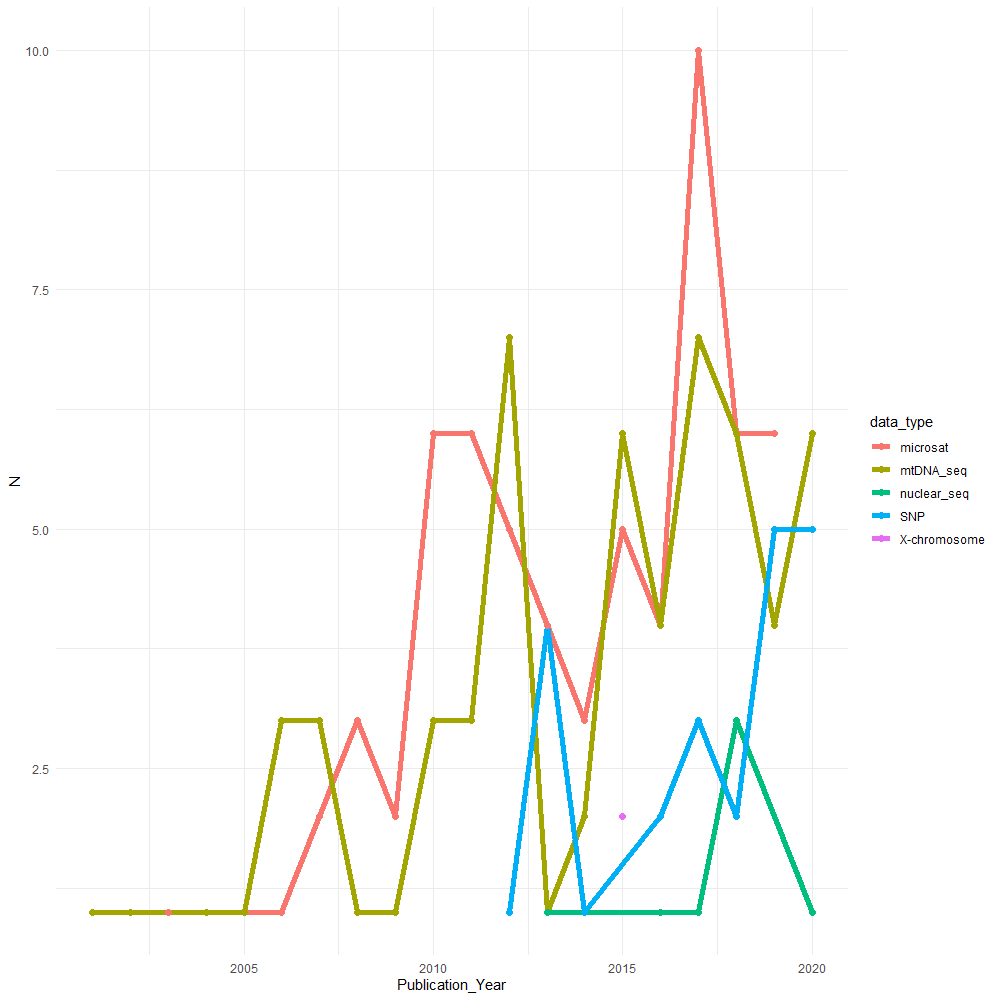 10.0
7.5
5.0
2.5
N
2005 2010 2015 2020
Publication_Year
data_type
microsat
mtDNA_seq
nuclear_seq
SNP
X-chromosome